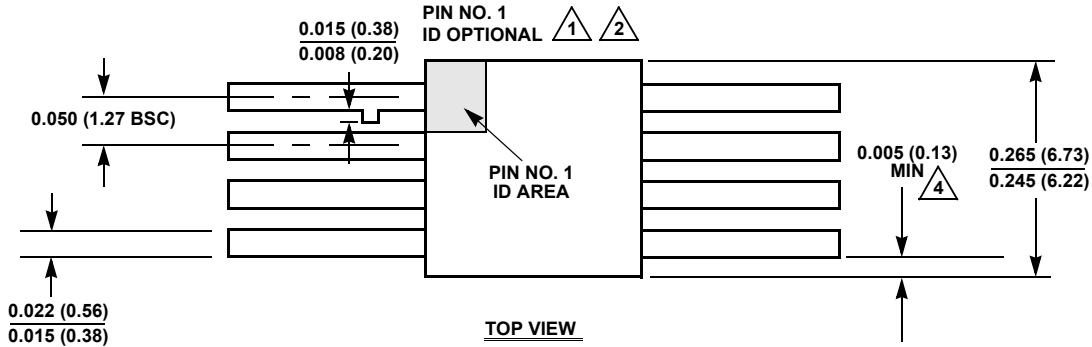 PIN NO. 1
ID OPTIONAL 1 2
0.015 (0.38)
0.008 (0.20)
0.050 (1.27 BSC)
PIN NO. 1
ID AREA
0.005 (0.13)
MIN 4
0.265 (6.73)
0.245 (6.22)
0.022 (0.56)
0.015 (0.38)
TOP VIEW